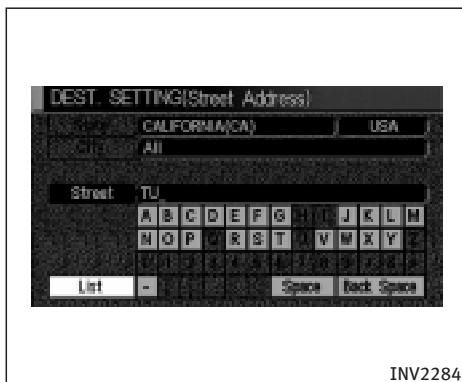 DEST. SETTING(Street Address)
CALIFORNIA(CA) USA
All
Street TU_
A B C D E F G J K L M
N O P R S T V W X Y
List - Space Back Space
INV2284